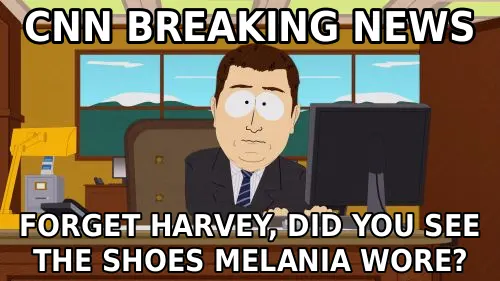 CNN BREAKING NEWS
FORGET HARVEY, DID YOU SEE
THE SHOES MELANIA WORE?